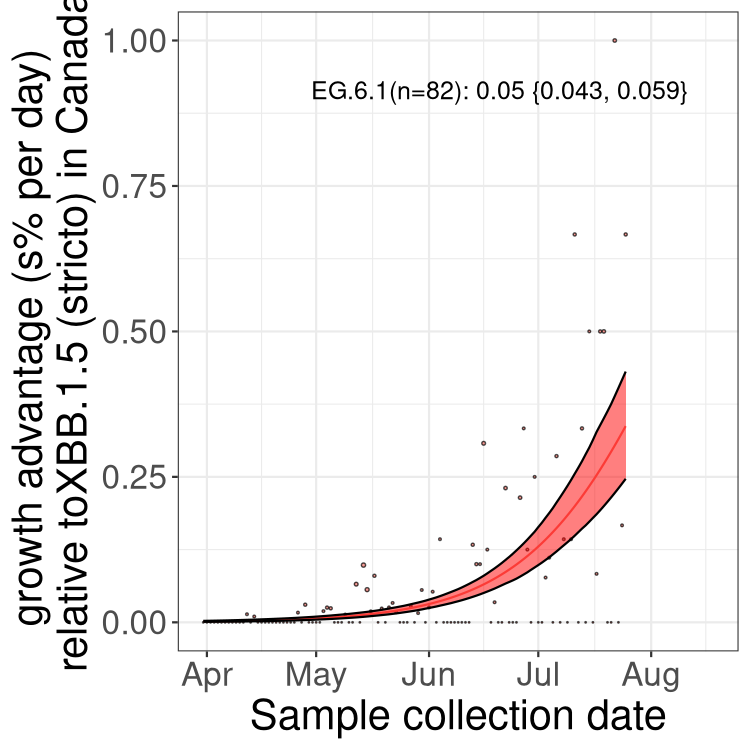 growth advantage (s% per day)
relative toXBB.1.5 (stricto) in Canada
1.00
0.75
0.50
0.25
0.00
EG.6.1(n=82): 0.05 {0.043, 0.059}
Apr May Jun Jul Aug
Sample collection date